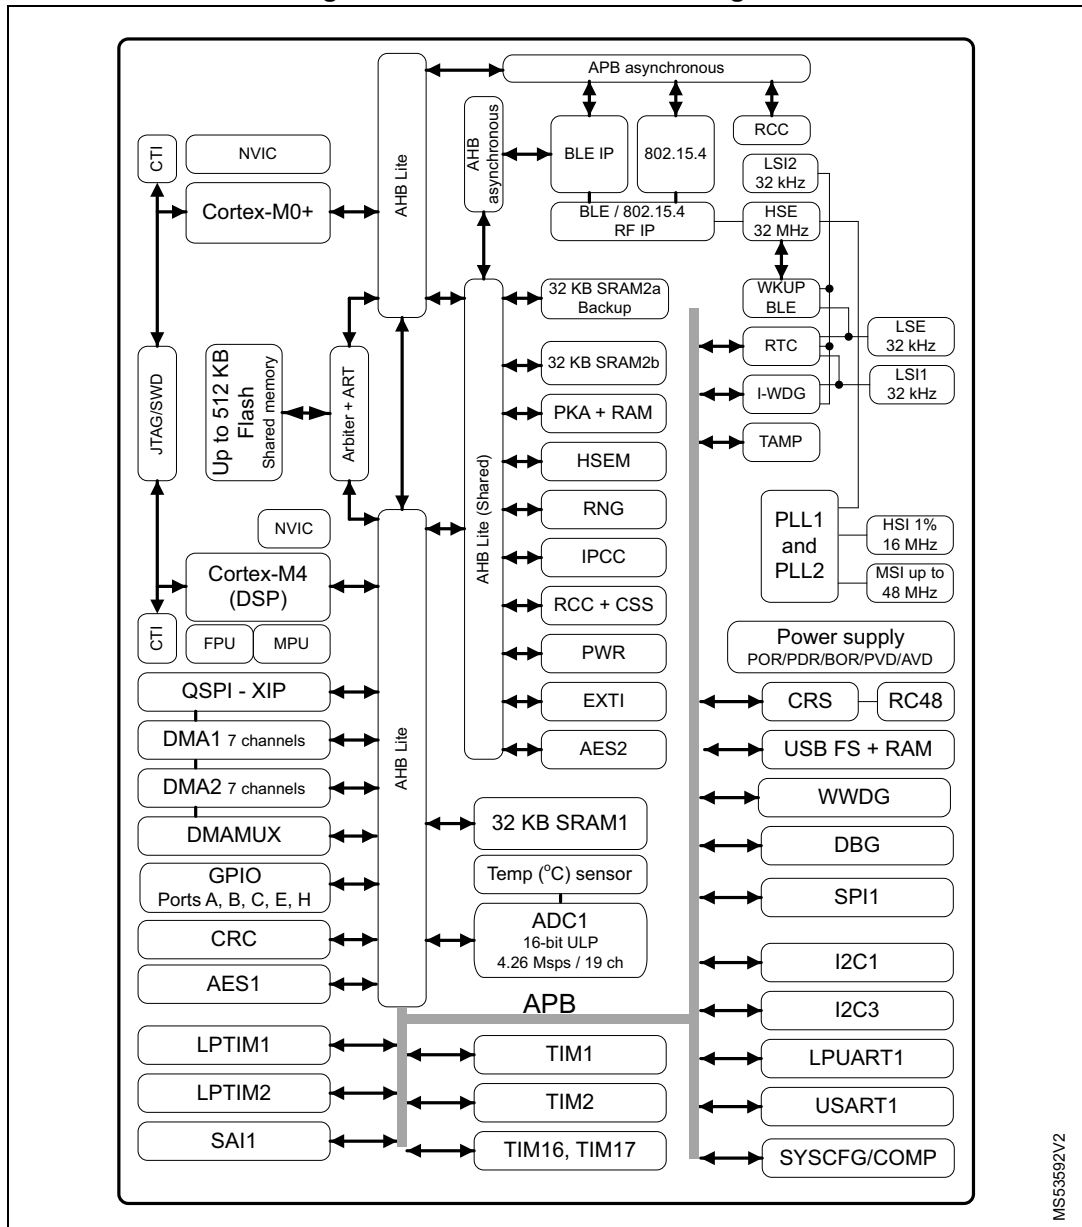 APB asynchronous
AHB Lite
AHB
asynchronous
BLE IP
802.15.4
RCC
CTI
NVIC
Cortex-M0+
LSI2
32 kHz
BLE / 802.15.4
RF IP
HSE
32 MHz
32 KB SRAM2a
Backup
WKUP
BLE
LSE
32 kHz
RTC
32 KB SRAM2b
LSI1
32 kHz
I-WDG
JTAG/SWD
Up to 512 KB
Flash
Shared memory
Arbiter + ART
AHB Lite (Shared)
PKA + RAM
TAMP
HSEM
RNG
PLL1
and
PLL2
HSI 1%
16 MHz
MSI up to
48 MHz
NVIC
IPCC
Cortex-M4
(DSP)
RCC + CSS
CTI
FPU
MPU
PWR
Power supply
POR/PDR/BOR/PVD/AVD
QSPI - XIP
EXTI
CRS
RC48
DMA1 7 channels
AHB Lite
AES2
USB FS + RAM
DMA2 7 channels
WWDG
DMAMUX
32 KB SRAM1
DBG
GPIO
Ports A, B, C, E, H
Temp (°C) sensor
SPI1
CRC
ADC1
16-bit ULP
4.26 Msps / 19 ch
I2C1
AES1
APB
I2C3
LPTIM1
TIM1
LPUART1
LPTIM2
TIM2
USART1
SAI1
TIM16, TIM17
SYSCFG/COMP
MS53592V2